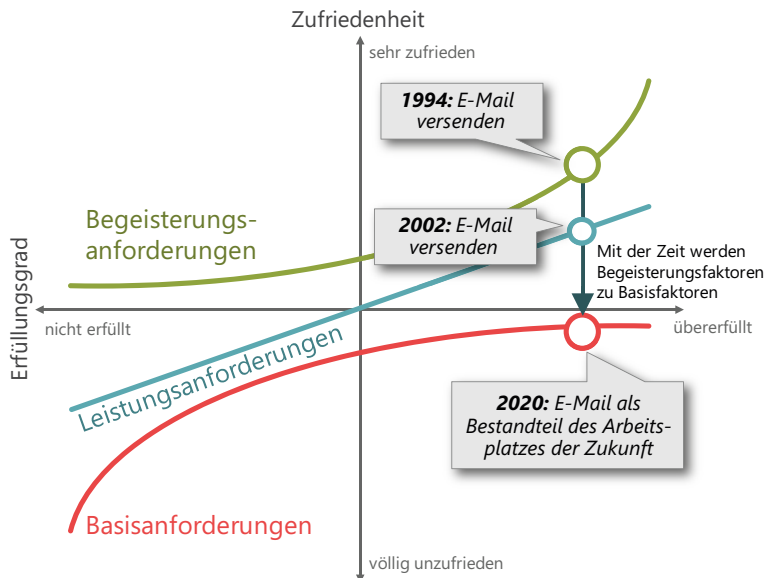 Zufriedenheit
sehr zufrieden
1994: E-Mail
versenden
Begeisterungs-
anforderungen
2002: E-Mail
versenden
Mit der Zeit werden
Begeisterungsfaktoren
zu Basisfaktoren
Erfüllungsgrad
nicht erfüllt
übererfüllt
Leistungsanforderungen
2020: E-Mail als
Bestandteil des Arbeits-
platzes der Zukunft
Basisanforderungen
völlig unzufrieden